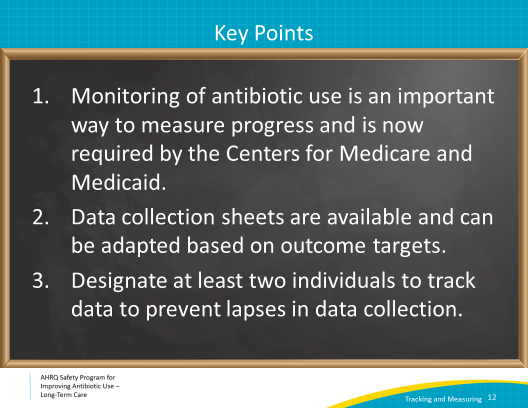 Key Points
1. Monitoring of antibiotic use is an important
way to measure progress and is now
required by the Centers for Medicare and
Medicaid.
2. Data collection sheets are available and can
be adapted based on outcome targets.
3. Designate at least two individuals to track
data to prevent lapses in data collection.
AHRQ Safety Program for
Improving Antibiotic Use –
Long-Term Care
Tracking and Measuring 12